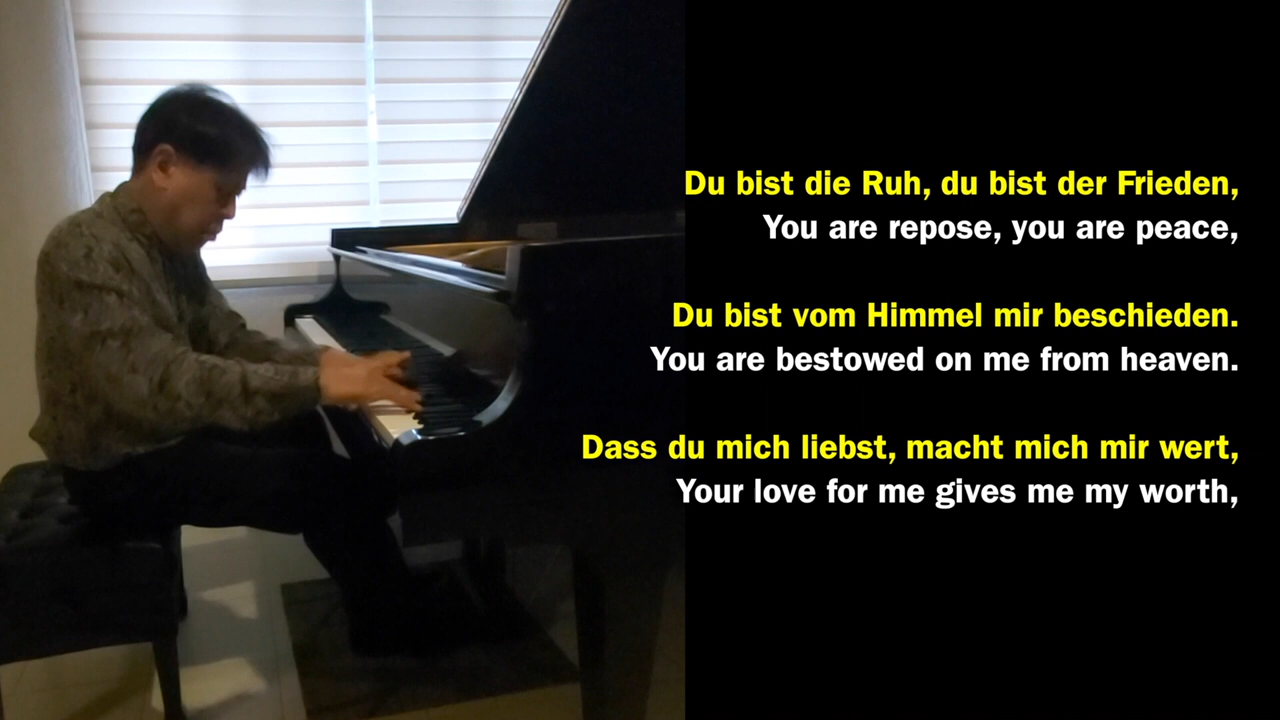 Du bist die Ruh, du bist der Frieden,
You are repose, you are peace,
Du bist vom Himmel mir beschieden.
You are bestowed on me from heaven.
Dass du mich liebst, macht mich mir wert,
Your love for me gives me my worth,